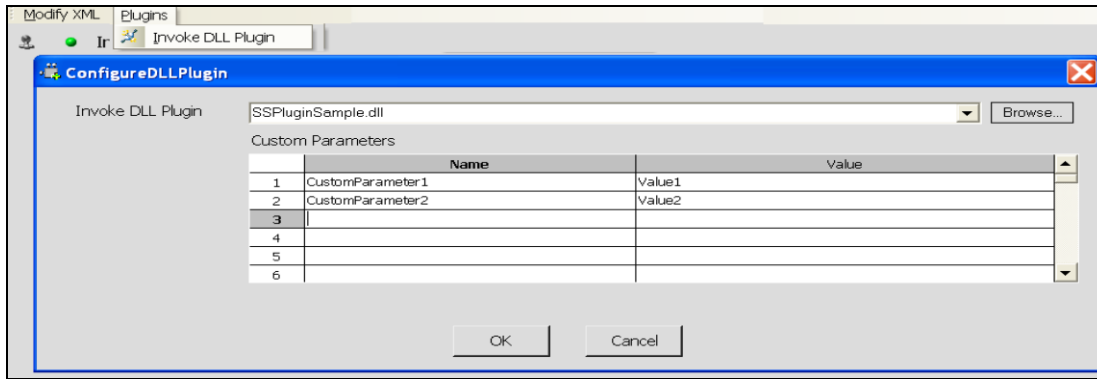 Modify XML Plugins
Ir Invoke DLL Plugin
ConfigureDLLPlugin
Invoke DLL Plugin SSPluginSample.dll Browse...
Custom Parameters
Name Value
1 CustomParameter1 Value1
2 CustomParameter2 Value2
3
4
5
6
OK Cancel